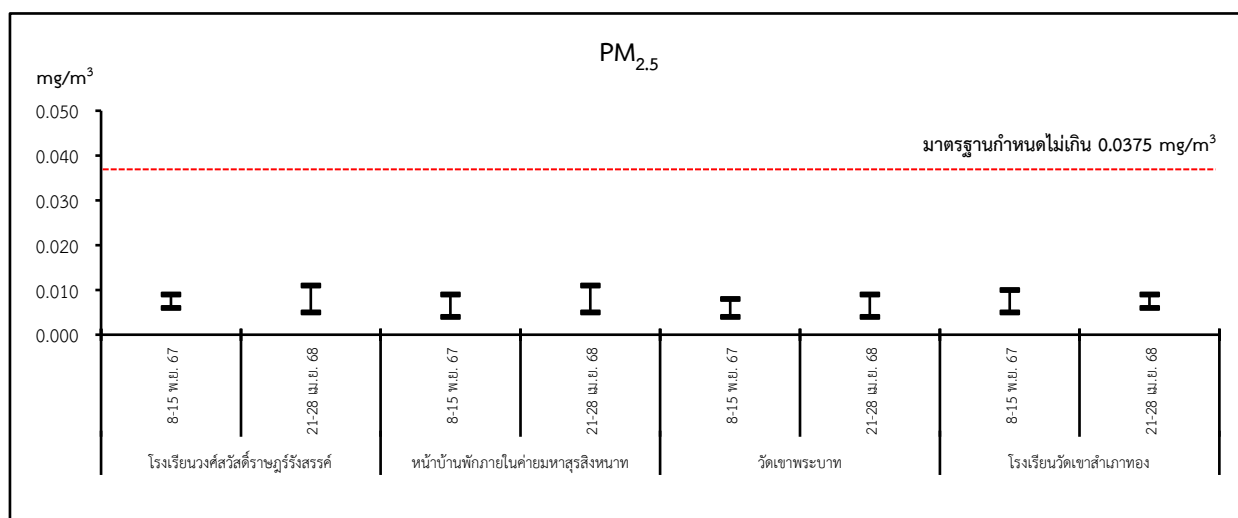 PM2.5
mg/m3
0.050
มาตรฐานกำหนดไม่เกิน 0.0375 mg/m3
0.040
0.030
0.020
0.010
0.000
8-15 พ.ย. 67
21-28 เม.ย. 68
8-15 พ.ย. 67
21-28 เม.ย. 68
8-15 พ.ย. 67
21-28 เม.ย. 68
8-15 พ.ย. 67
21-28 เม.ย. 68
โรงเรียนวงศ์สวัสดิ์ราษฎร์รังสรรค์
หน้าบ้านพักภายในค่ายมหาสุรสิงหนาท
วัดเขาพระบาท
โรงเรียนวัดเขาสำเภาทอง